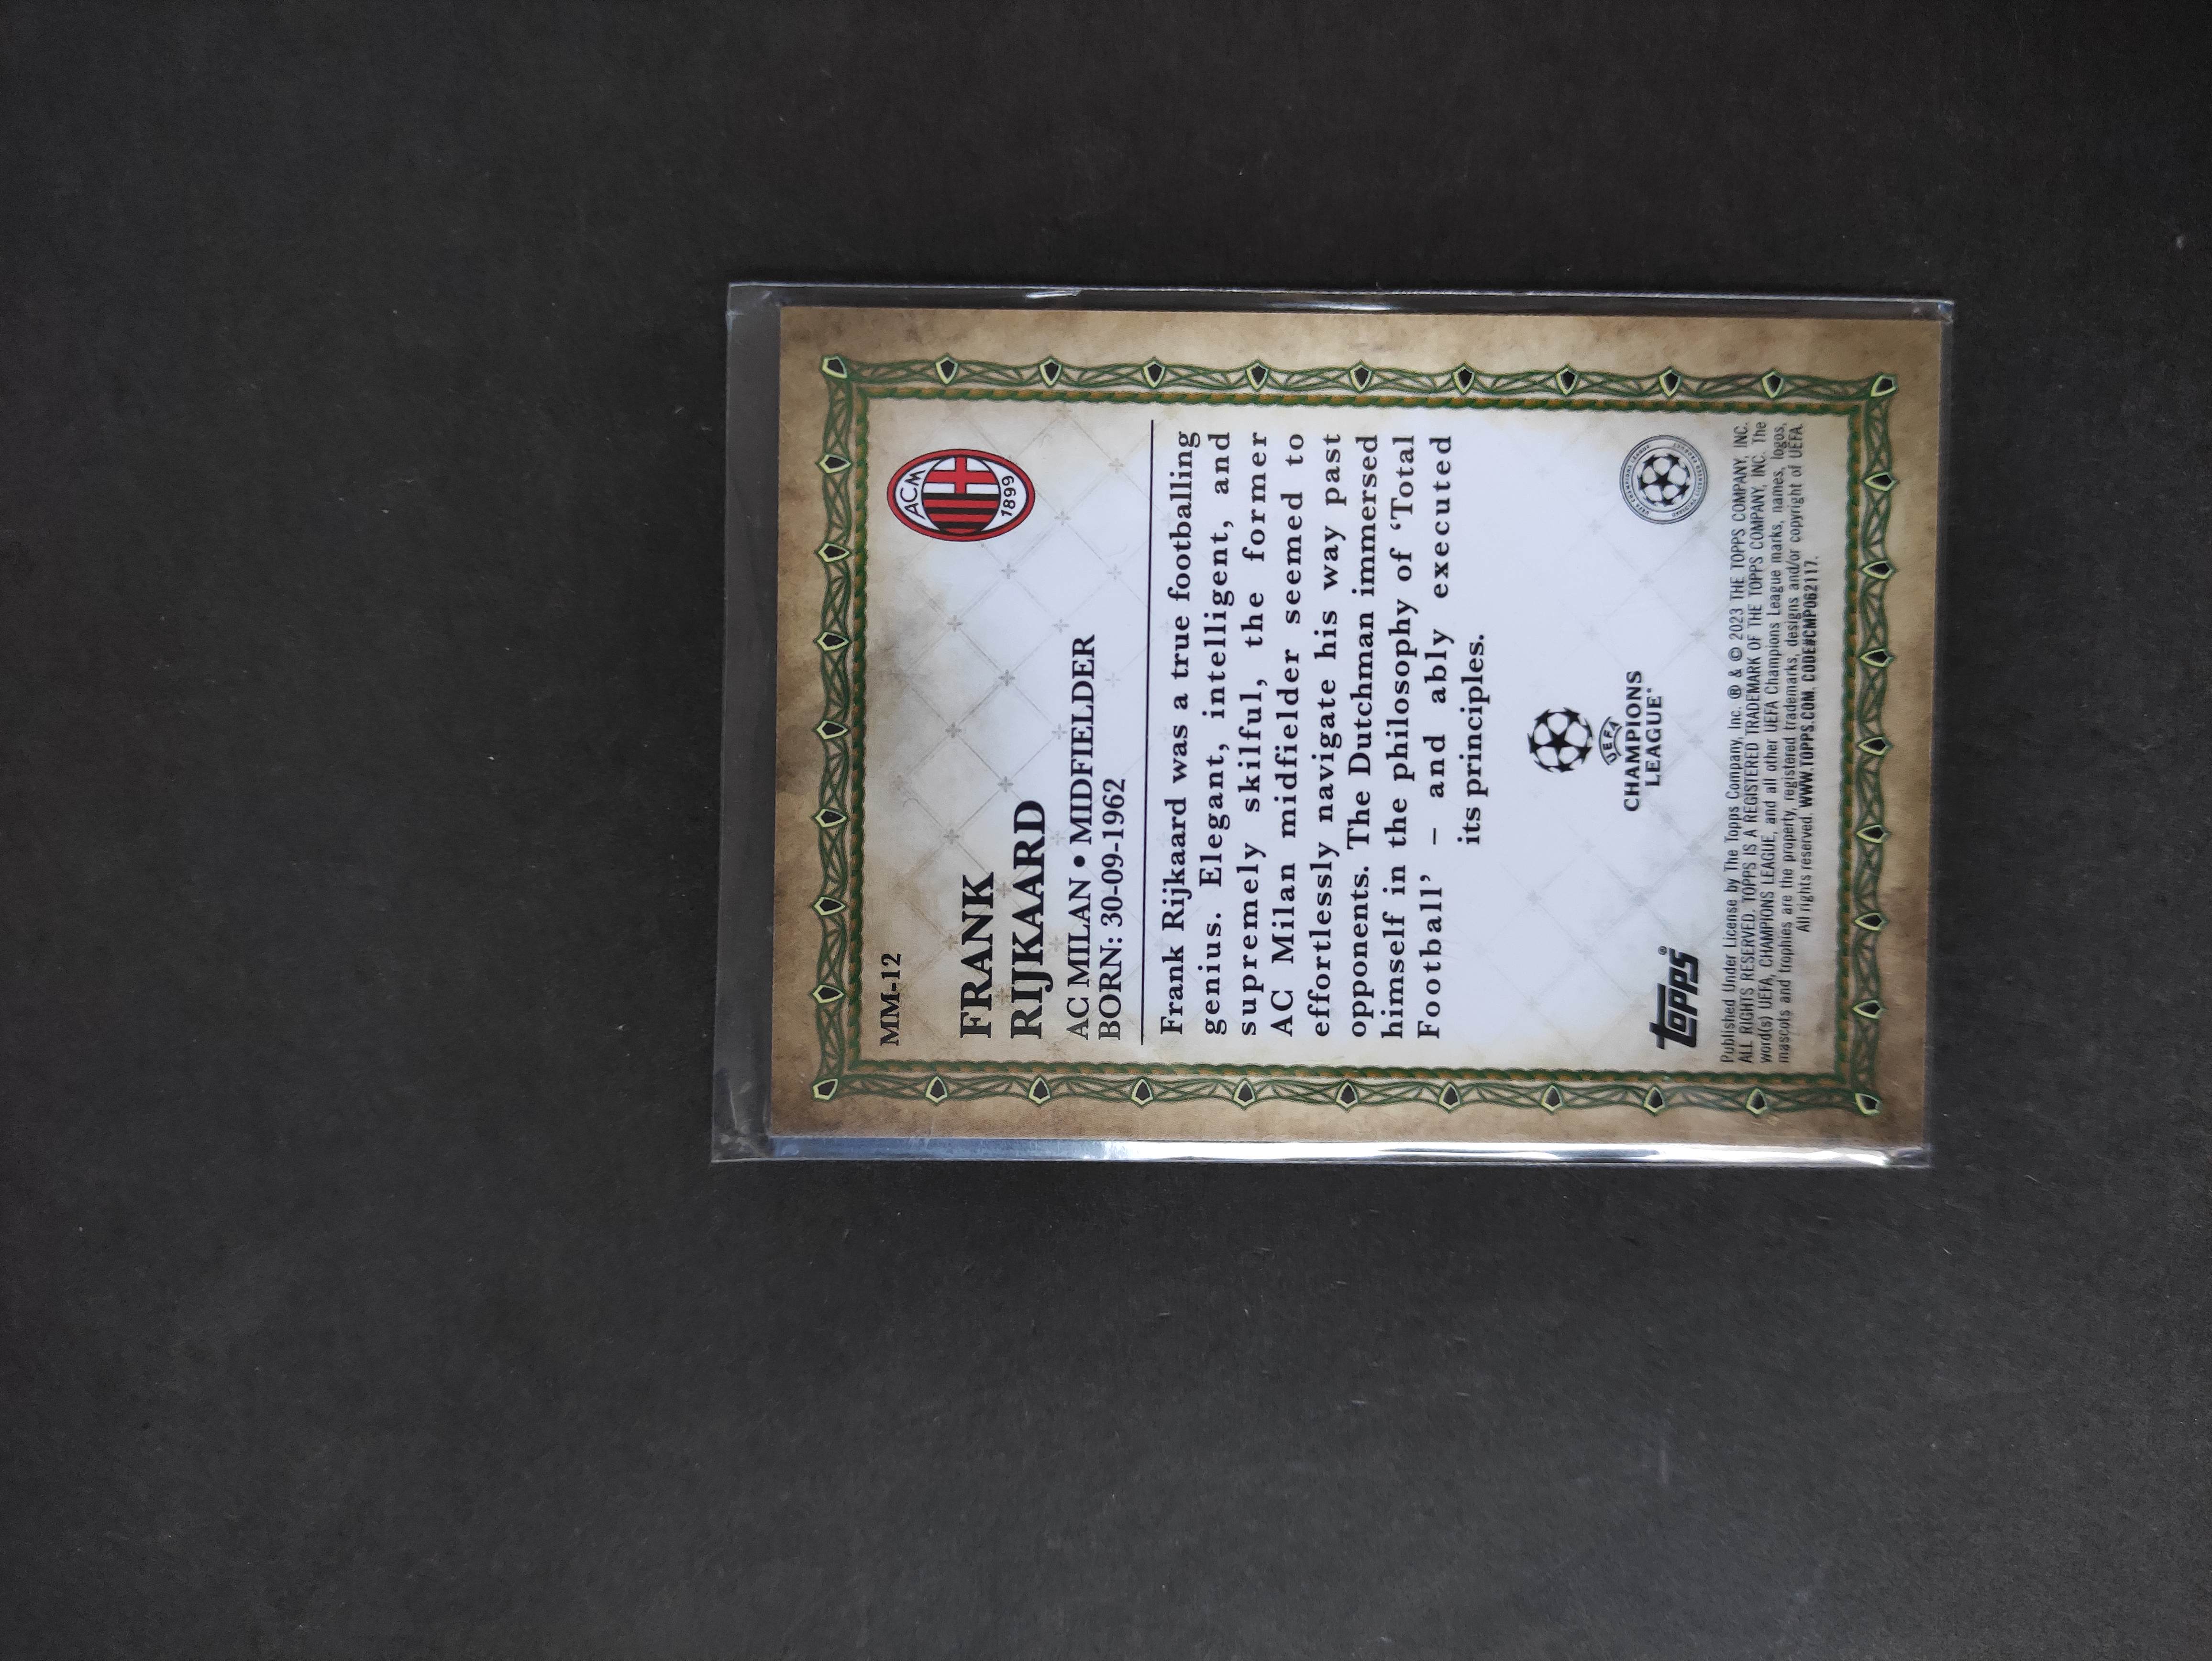 MM-12
ACM
1899
FRANK
RIJKAARD
AC MILAN • MIDFIELDER
BORN: 30-09-1962
Frank Rijkaard was a true footballing
genius. Elegant, intelligent, and
supremely skilful, the former
AC Milan midfielder seemed to
effortlessly navigate his way past
opponents. The Dutchman immersed
himself in the philosophy of ‘Total
Football’ – and ably executed
its principles.
UEFA
CHAMPIONS
LEAGUE®
topps®
Published Under License by The Topps Company, Inc. ® & © 2023 THE TOPPS COMPANY, INC.
ALL RIGHTS RESERVED. TOPPS IS A REGISTERED TRADEMARK OF THE TOPPS COMPANY, INC. The
word(s) UEFA, CHAMPIONS LEAGUE, and all other UEFA Champions League marks, names, logos,
mascots and trophies are the property, registered trademarks, designs and/or copyright of UEFA.
All rights reserved. WWW.TOPPS.COM. CODE#CMP062117.